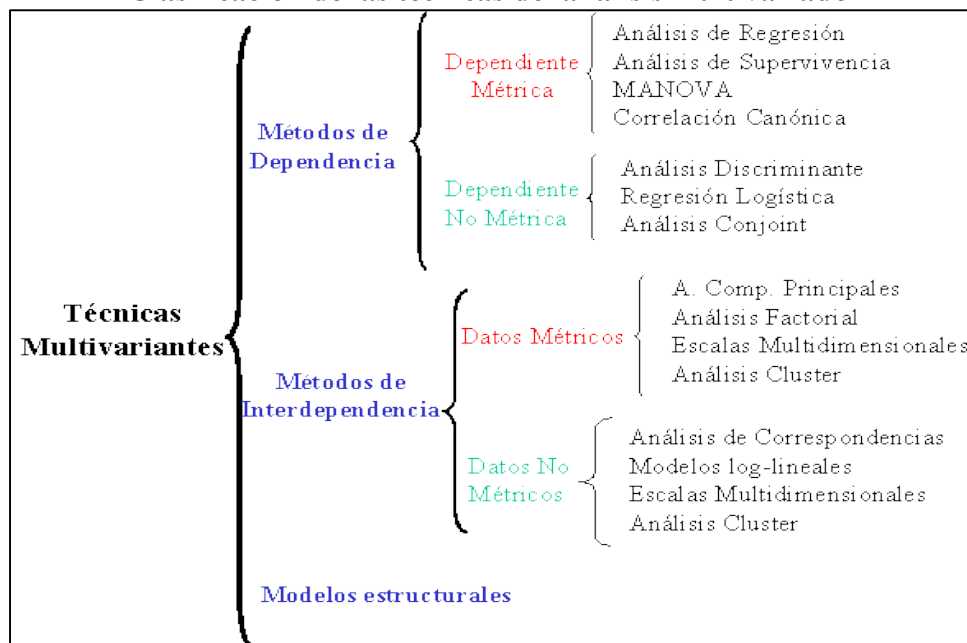 Análisis de Regresión
Análisis de Supervivencia
MANOVA
Correlación Canónica
Dependiente
Métrica
Métodos de
Dependencia
Análisis Discriminante
Regresión Logística
Análisis Conjoint
Dependiente
No Métrica
Técnicas
Multivariantes
A. Comp. Principales
Análisis Factorial
Escalas Multidimensionales
Análisis Cluster
Datos Métricos
Métodos de
Interdependencia
Análisis de Correspondencias
Modelos log-lineales
Escalas Multidimensionales
Análisis Cluster
Datos No
Métricos
Modelos estructurales